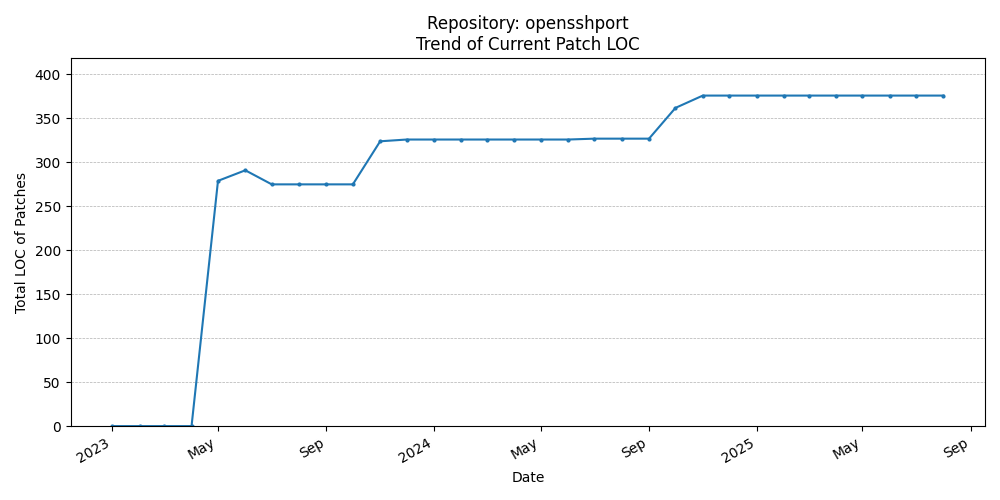 Repository: opensshport
Trend of Current Patch LOC
Total LOC of Patches
400
350
300
250
200
150
100
50
0
2023
May
Sep
2024
May
Sep
2025
May
Sep
Date